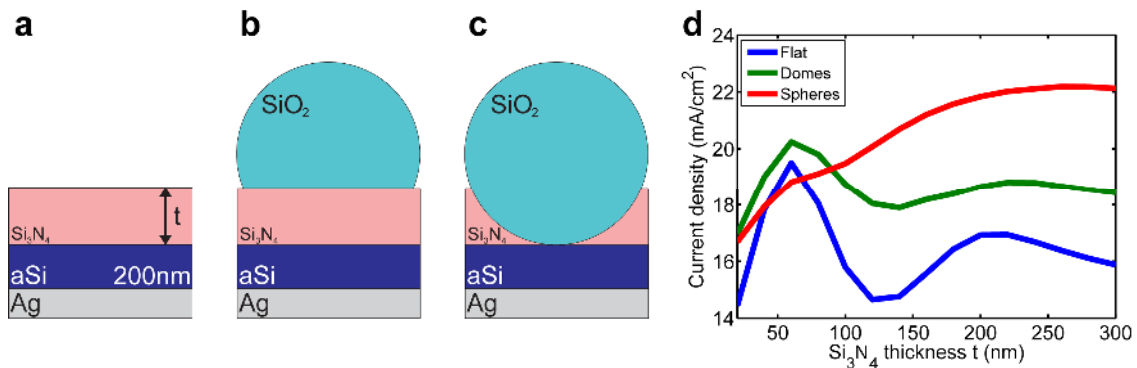 a
t
Si₃N₄
aSi 200nm
Ag
b
SiO₂
Si₃N₄
aSi
Ag
c
SiO₂
Si₃N₄
aSi
Ag
d
Flat
Domes
Spheres
Current density (mA/cm²)
24
22
20
18
16
14
50 100 150 200 250 300
Si₃N₄ thickness t (nm)